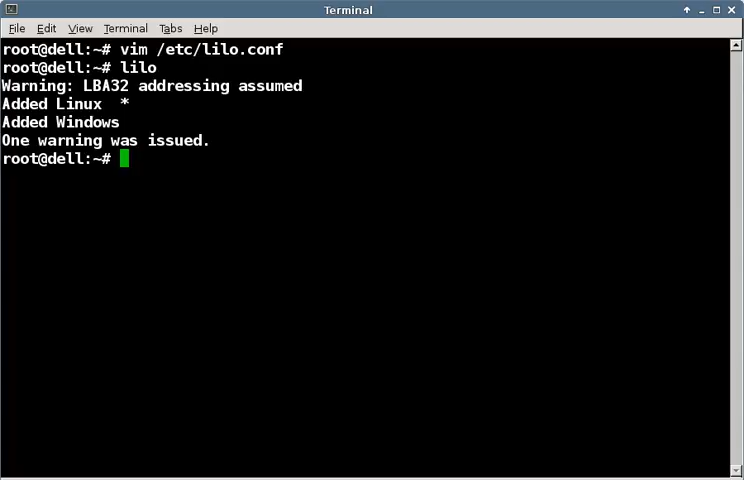 Terminal
File Edit View Terminal Tabs Help
root@dell:~# vim /etc/lilo.conf
root@dell:~# lilo
Warning: LBA32 addressing assumed
Added Linux  *
Added Windows
One warning was issued.
root@dell:~#